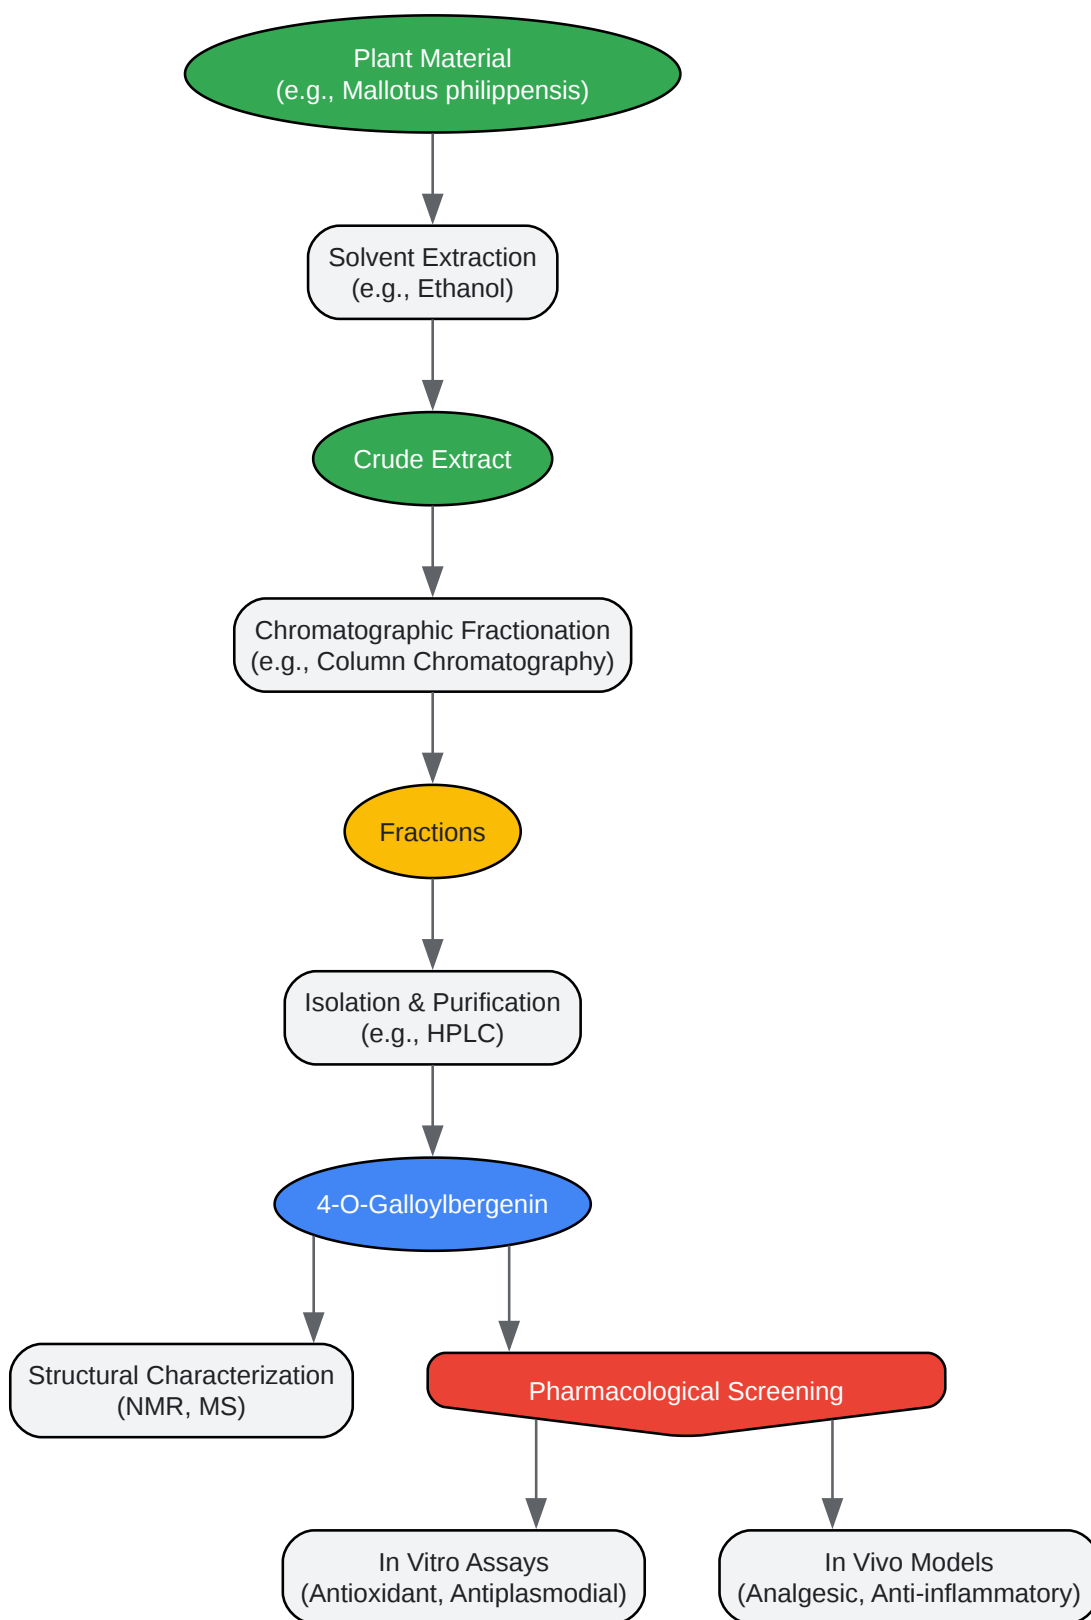 Plant Material
(e.g., Mallotus philippensis)
Solvent Extraction
(e.g., Ethanol)
Crude Extract
Chromatographic Fractionation
(e.g., Column Chromatography)
Fractions
Isolation & Purification
(e.g., HPLC)
4-O-Galloylbergenin
Structural Characterization
(NMR, MS)
Pharmacological Screening
In Vitro Assays
(Antioxidant, Antiplasmodial)
In Vivo Models
(Analgesic, Anti-inflammatory)